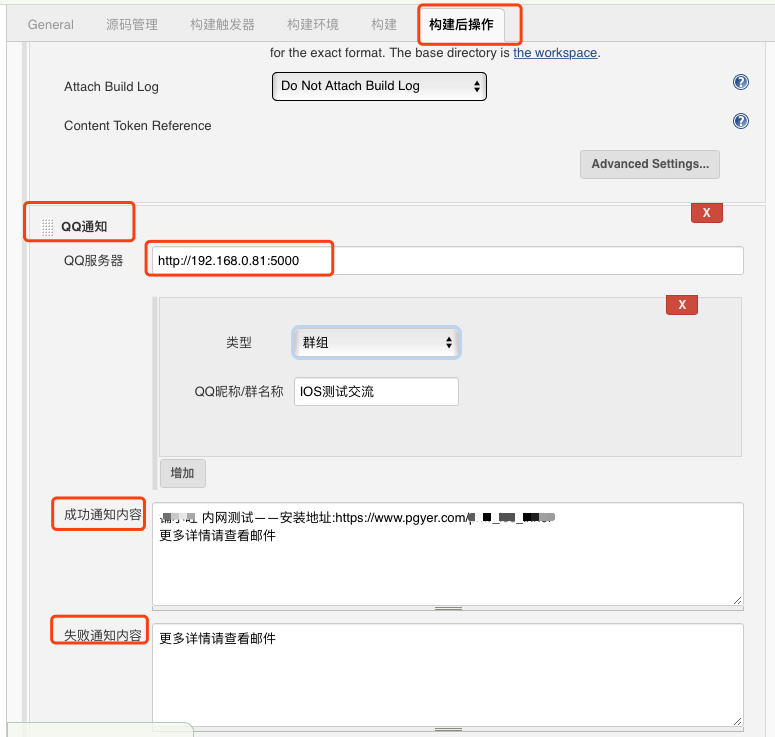 General 源码管理 构建触发器 构建环境 构建 构建后操作
for the exact format. The base directory is the workspace.
Attach Build Log Do Not Attach Build Log
Content Token Reference
Advanced Settings...
X
QQ通知
QQ服务器 http://192.168.0.81:5000
X
类型 群组
QQ昵称/群名称 IOS测试交流
增加
成功通知内容 内网测试——安装地址:https://www.pgyer.com/
更多详情请查看邮件
失败通知内容 更多详情请查看邮件